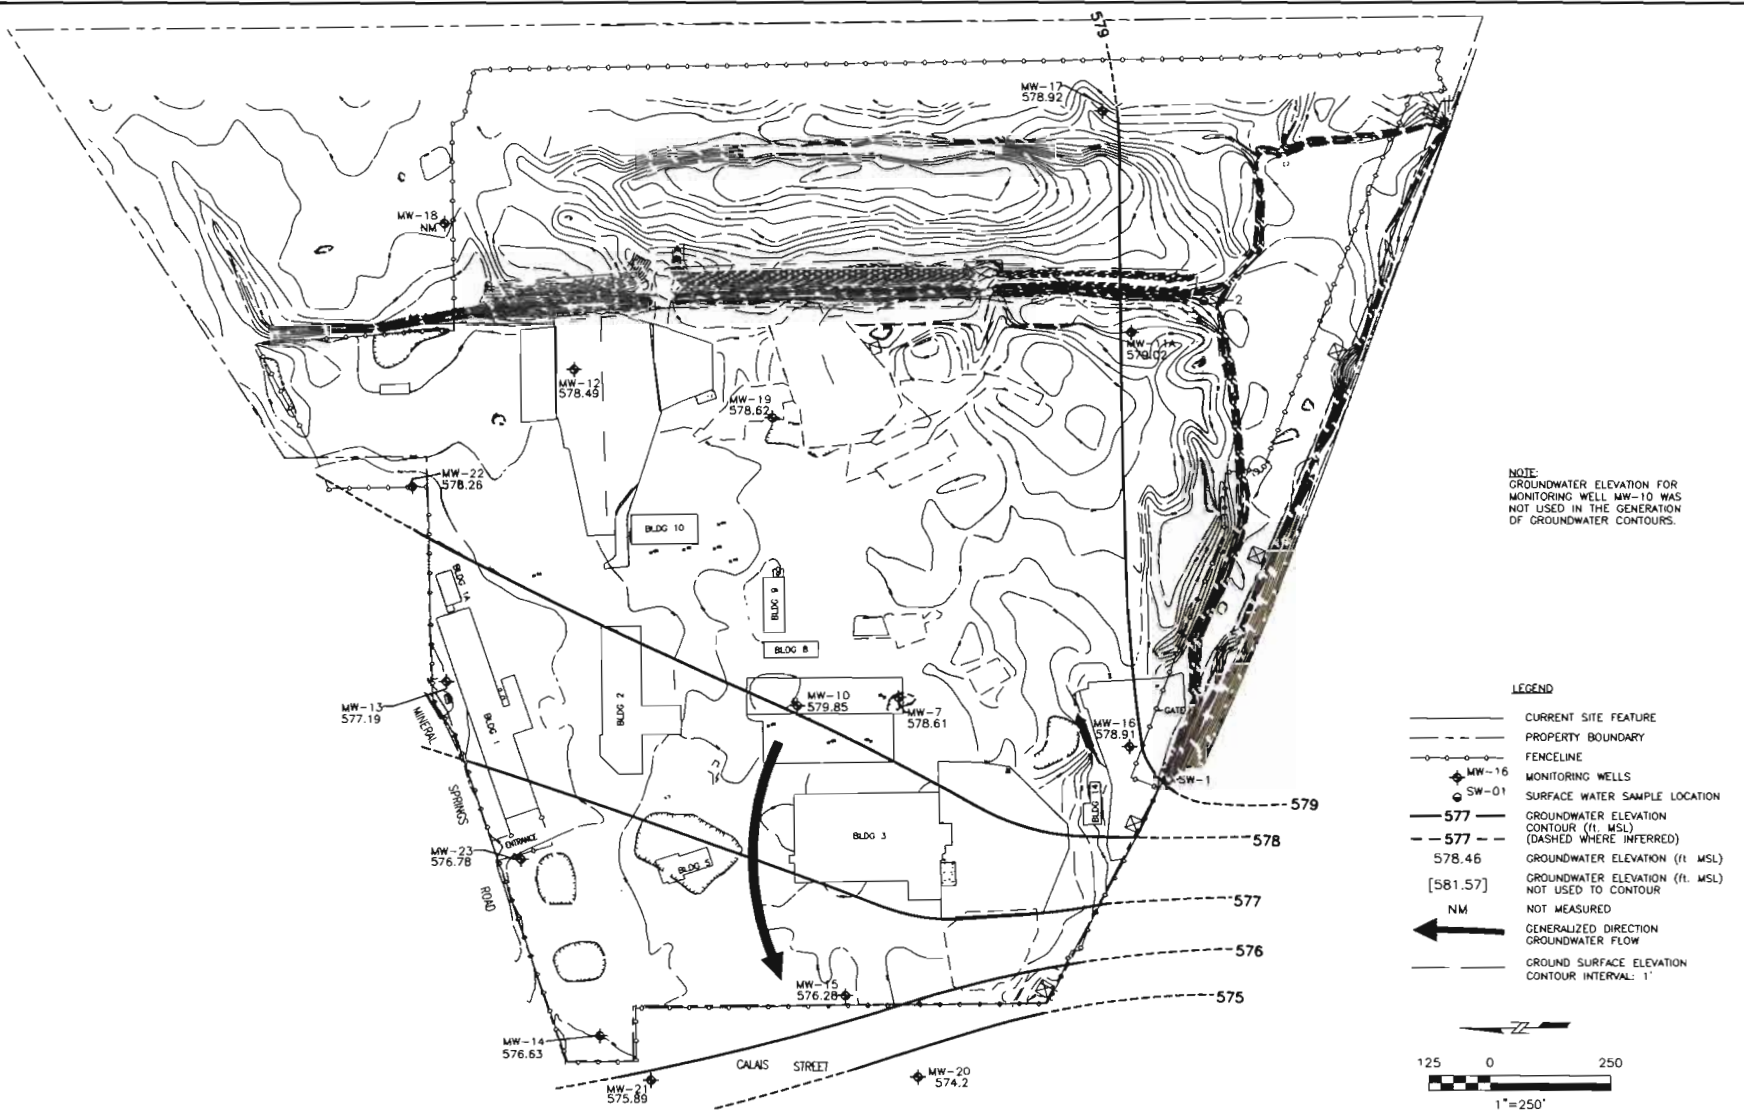 579
MW-17
578.92
MW-18
NM
2
MW-11A
579.02
MW-12
578.49
MW-19
578.62
MW-22
578.26
BLDG 10
NOTE:
GROUNDWATER ELEVATION FOR
MONITORING WELL MW-10 WAS
NOT USED IN THE GENERATION
OF GROUNDWATER CONTOURS.
BLDG 1A
BLDG 9
BLDG 8
MW-13
577.19
MINERAL
SPRINGS
ROAD
BLDG 1
BLDG 2
MW-10
579.85
MW-7
578.61
MW-16
578.91
GATE
SW-1
BLDG 14
579
578
577
576
575
ENTRANCE
MW-23
576.78
BLDG 5
BLDG 3
MW-15
576.28
MW-14
576.63
MW-21
575.89
CALAIS STREET
MW-20
574.2
LEGEND
CURRENT SITE FEATURE
PROPERTY BOUNDARY
FENCELINE
MW-16 MONITORING WELLS
SW-01 SURFACE WATER SAMPLE LOCATION
577 GROUNDWATER ELEVATION
CONTOUR (ft. MSL)
577 (DASHED WHERE INFERRED)
578.46 GROUNDWATER ELEVATION (ft MSL)
[581.57] GROUNDWATER ELEVATION (ft. MSL)
NOT USED TO CONTOUR
NM NOT MEASURED
GENERALIZED DIRECTION
GROUNDWATER FLOW
GROUND SURFACE ELEVATION
CONTOUR INTERVAL: 1'
125 0 250
1"=250'